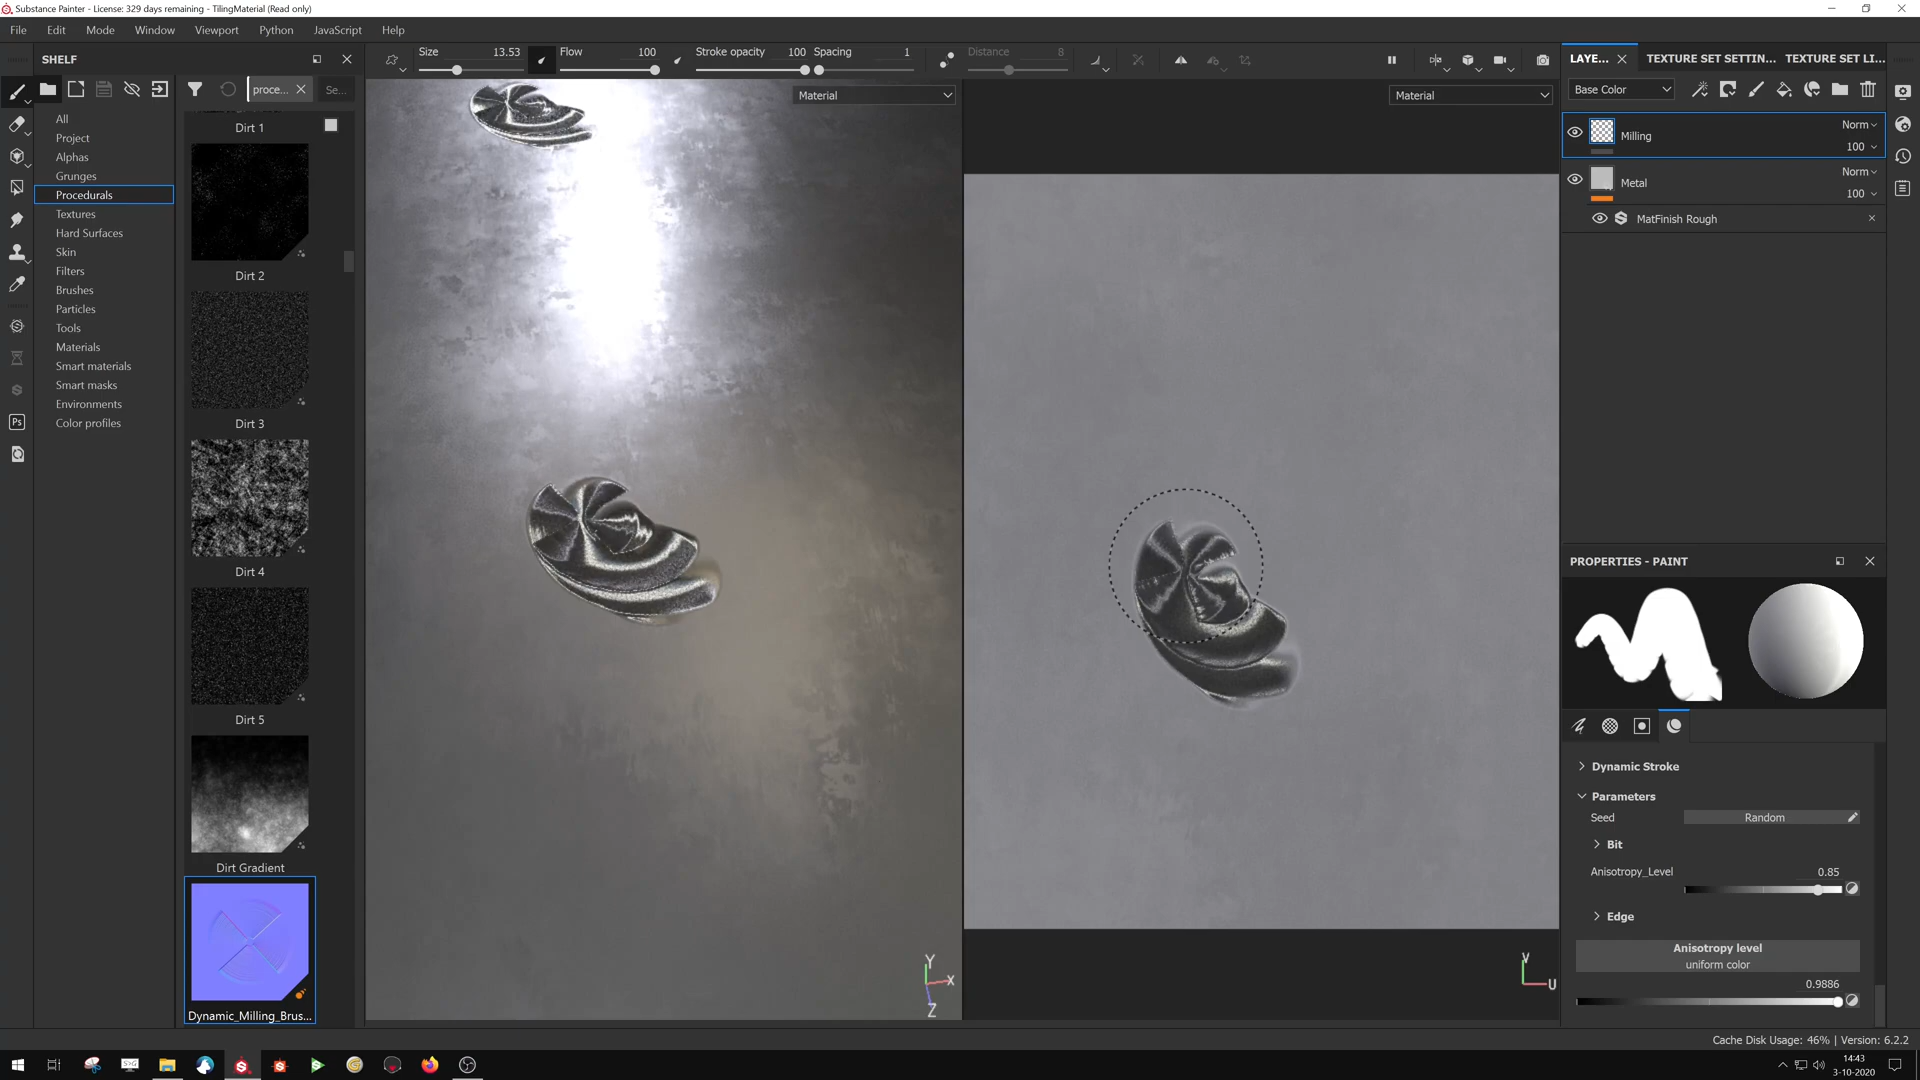 Substance Painter - License: 329 days remaining - TilingMaterial (Read only)
File
Edit
Mode
Window
Viewport
Python
JavaScript
Help
SHELF
proce...
Se...
All
Project
Alphas
Grunges
Procedurals
Textures
Hard Surfaces
Skin
Filters
Brushes
Particles
Tools
Materials
Smart materials
Smart masks
Environments
Color profiles
Dirt 1
Dirt 2
Dirt 3
Dirt 4
Dirt 5
Dirt Gradient
Dynamic_Milling_Brus...
Size
13.53
Flow
100
Stroke opacity
100
Spacing
1
Distance
8
Material
Material
Y
X
Z
V
U
LAYE...
TEXTURE SET SETTIN...
TEXTURE SET LI...
Base Color
Milling
Norm
100
Metal
Norm
100
MatFinish Rough
PROPERTIES - PAINT
Dynamic Stroke
Parameters
Seed
Random
Bit
Anisotropy_Level
0.85
Edge
Anisotropy level
uniform color
0.9886
Cache Disk Usage: 46% | Version: 6.2.2
Ps
14:43
3-10-2020